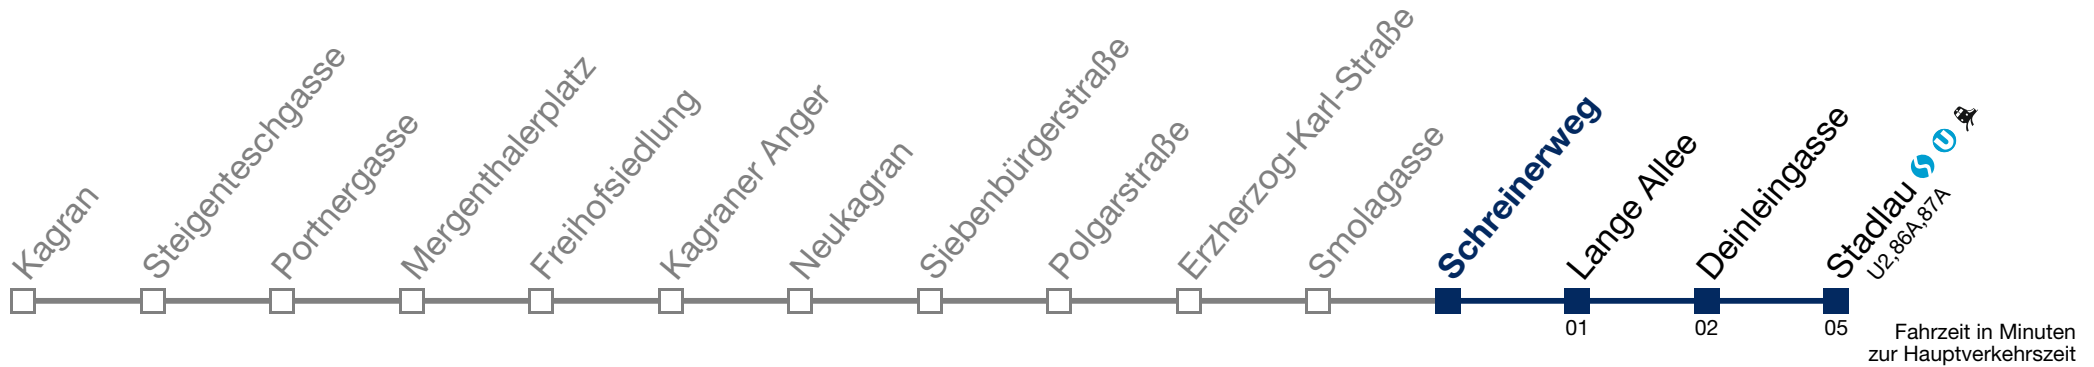 Kagran
Steigenteschgasse
Portnergasse
Mergenthalerplatz
Freihofsiedlung
Kagraner Anger
Neukagran
Siebenbürgerstraße
Polgarstraße
Erzherzog-Karl-Straße
Smolagasse
Schreinerweg
Lange Allee
Deinleingasse
Stadlau S U
U2,86A,87A
01
02
05
Fahrzeit in Minuten
zur Hauptverkehrszeit